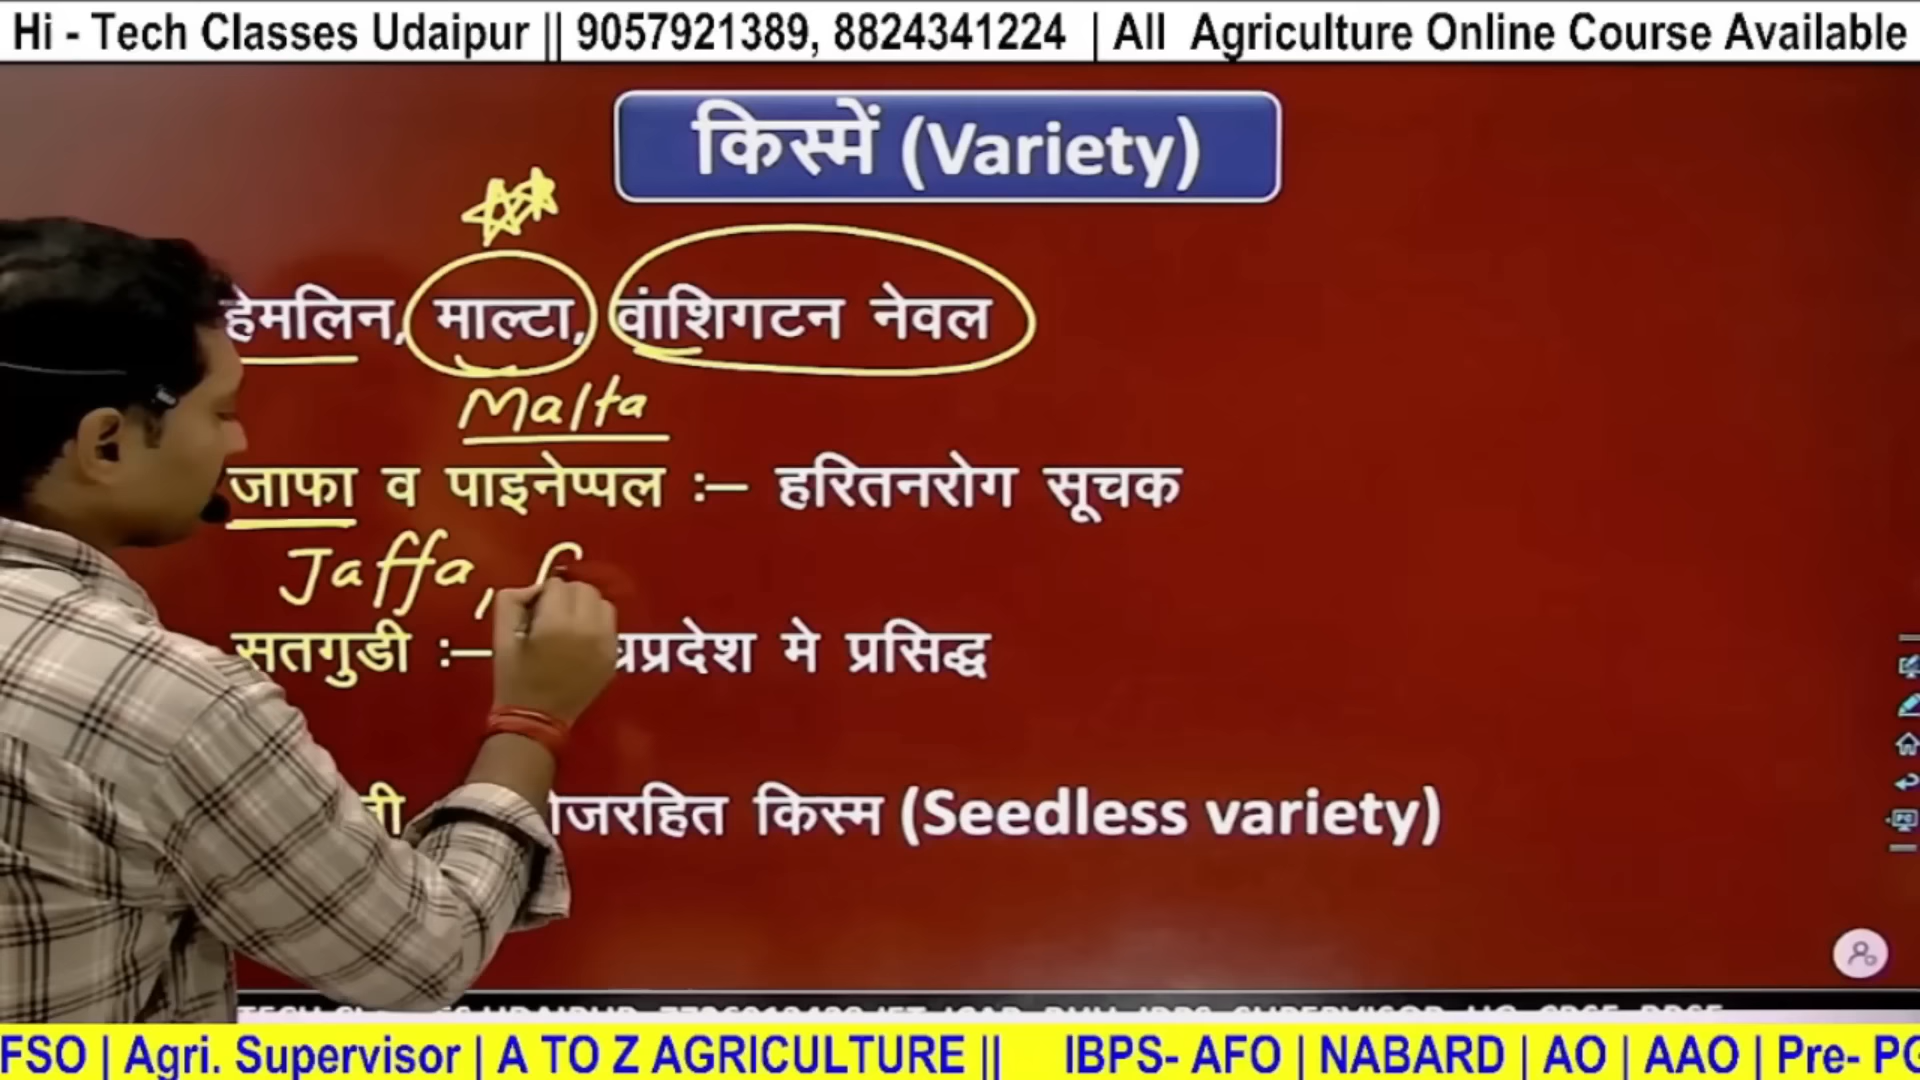 Hi - Tech Classes Udaipur || 9057921389, 8824341224 | All Agriculture Online Course Available
किस्में (Variety)
हेमलिन, माल्टा, वांशिगटन नेवल
Malta
जाफा व पाइनेप्पल :– हरितनरोग सूचक
Jaffa,
सतगुडी :– प्रसिद्ध मे
किस्म (Seedless variety)
FSO | Agri. Supervisor | A TO Z AGRICULTURE || IBPS- AFO | NABARD | AO | AAO | Pre- PG